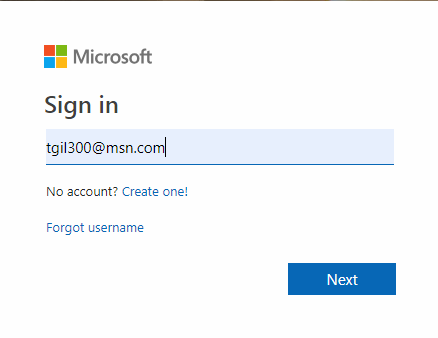 Microsoft
Sign in
tgil300@msn.com
No account? Create one!
Forgot username
Next